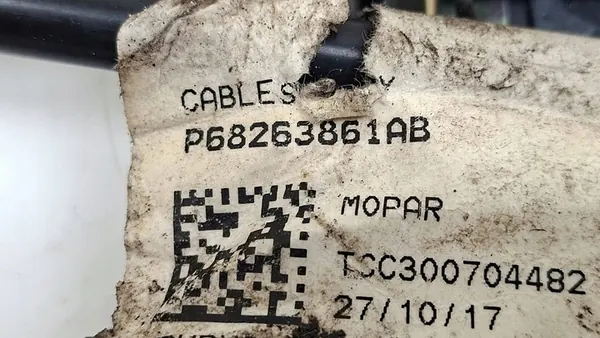 CABLES
P68263861AB
MOPAR
TCC300704482
27/10/17